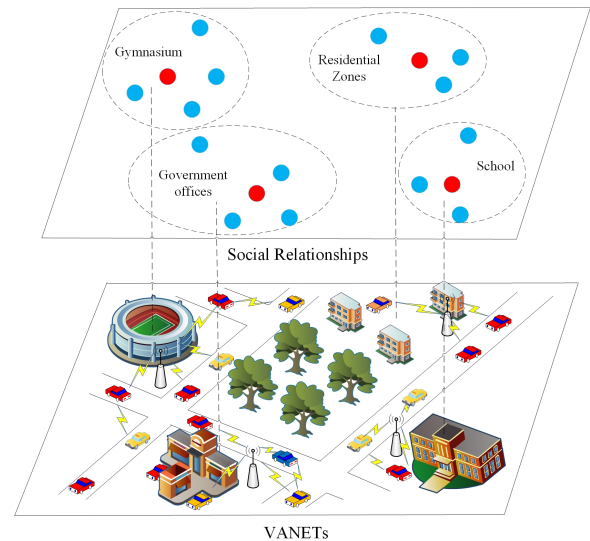 Gymnasium
Residential
Zones
Government
offices
School
Social Relationships
VANETs